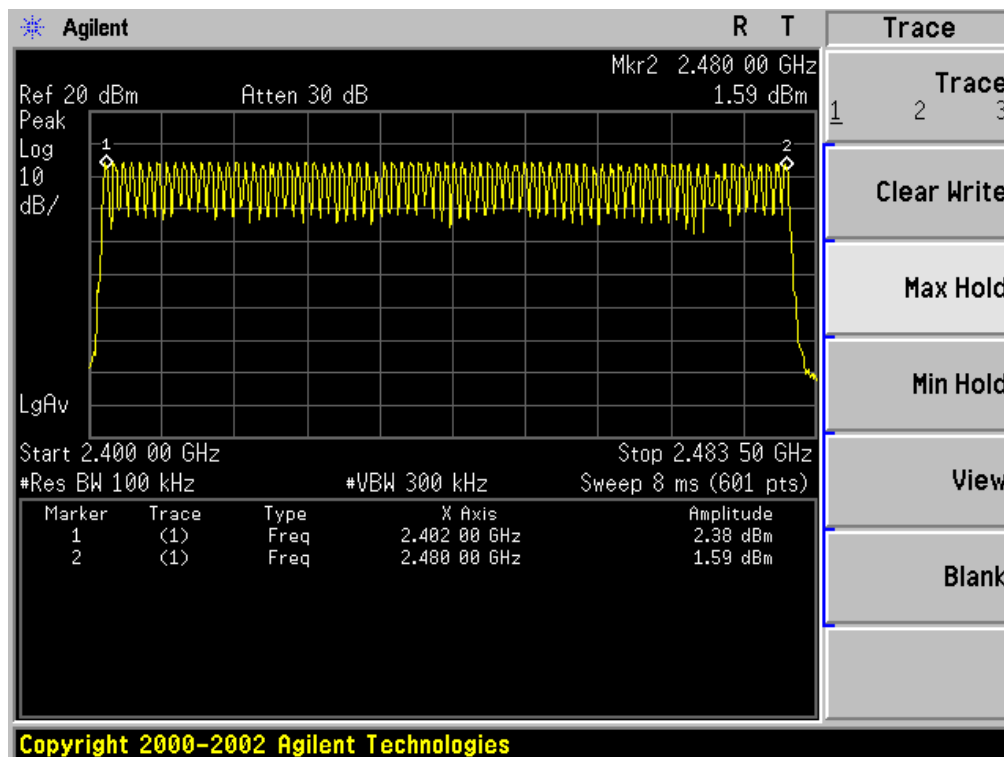 Agilent R T
Mkr2 2.480 00 GHz
Ref 20 dBm Atten 30 dB 1.59 dBm
Peak
Log
10
dB/
1
2
LgAv
Start 2.400 00 GHz Stop 2.483 50 GHz
#Res BW 100 kHz #VBW 300 kHz Sweep 8 ms (601 pts)
Marker Trace Type X Axis Amplitude
1 (1) Freq 2.402 00 GHz 2.38 dBm
2 (1) Freq 2.480 00 GHz 1.59 dBm
Copyright 2000-2002 Agilent Technologies
Trace
Trace
1 2 3
Clear Write
Max Hold
Min Hold
View
Blank